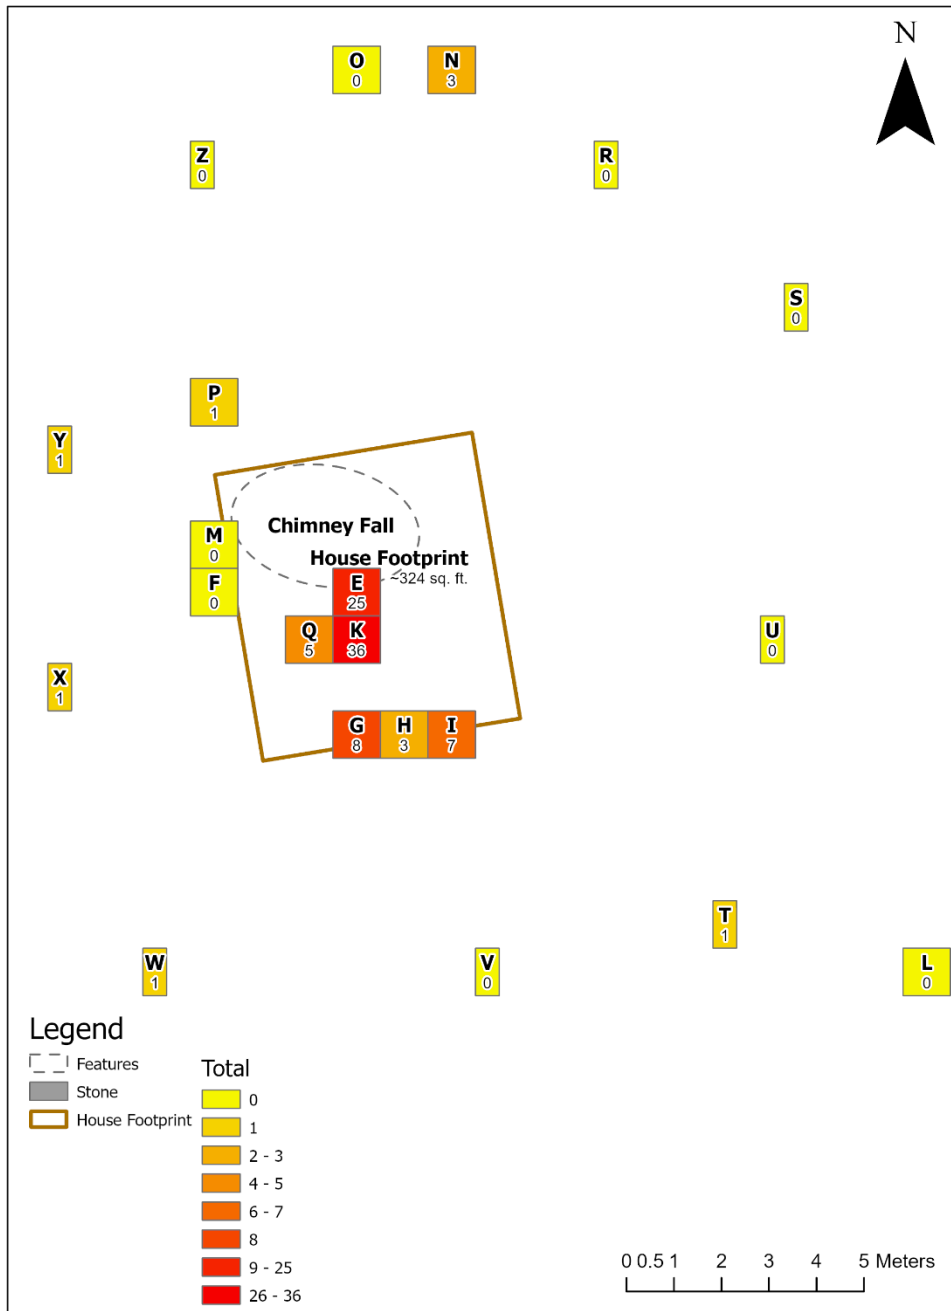 N
O
0
N
3
Z
0
R
0
S
0
P
1
Y
1
Chimney Fall
M
0
House Footprint
~324 sq. ft.
F
0
E
25
Q
5
K
36
U
0
X
1
G
8
H
3
I
7
T
1
W
1
V
0
L
0
Legend
Features
Stone
House Footprint
Total
0
1
2 - 3
4 - 5
6 - 7
8
9 - 25
26 - 36
0 0.5 1 2 3 4 5 Meters